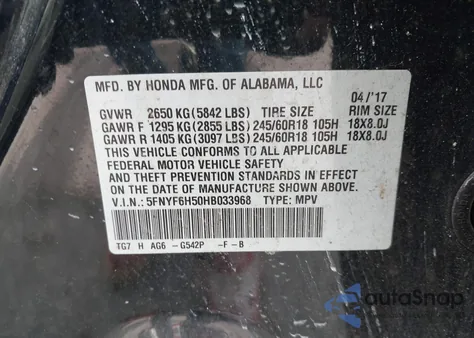 MFD. BY HONDA MFG. OF ALABAMA, LLC
04/'17
GVWR 2650 KG (5842 LBS) TIRE SIZE RIM SIZE
GAWR F 1295 KG (2855 LBS) 245/60R18 105H 18X8.0J
GAWR R 1405 KG (3097 LBS) 245/60R18 105H 18X8.0J
THIS VEHICLE CONFORMS TO ALL APPLICABLE
FEDERAL MOTOR VEHICLE SAFETY
AND THEFT PREVENTION STANDARDS IN EFFECT ON
THE DATE OF MANUFACTURE SHOWN ABOVE.
V.I.N.: 5FNYF6H50HB033968 TYPE: MPV
TG7 H AG6 - G542P -F - B
autoSnap